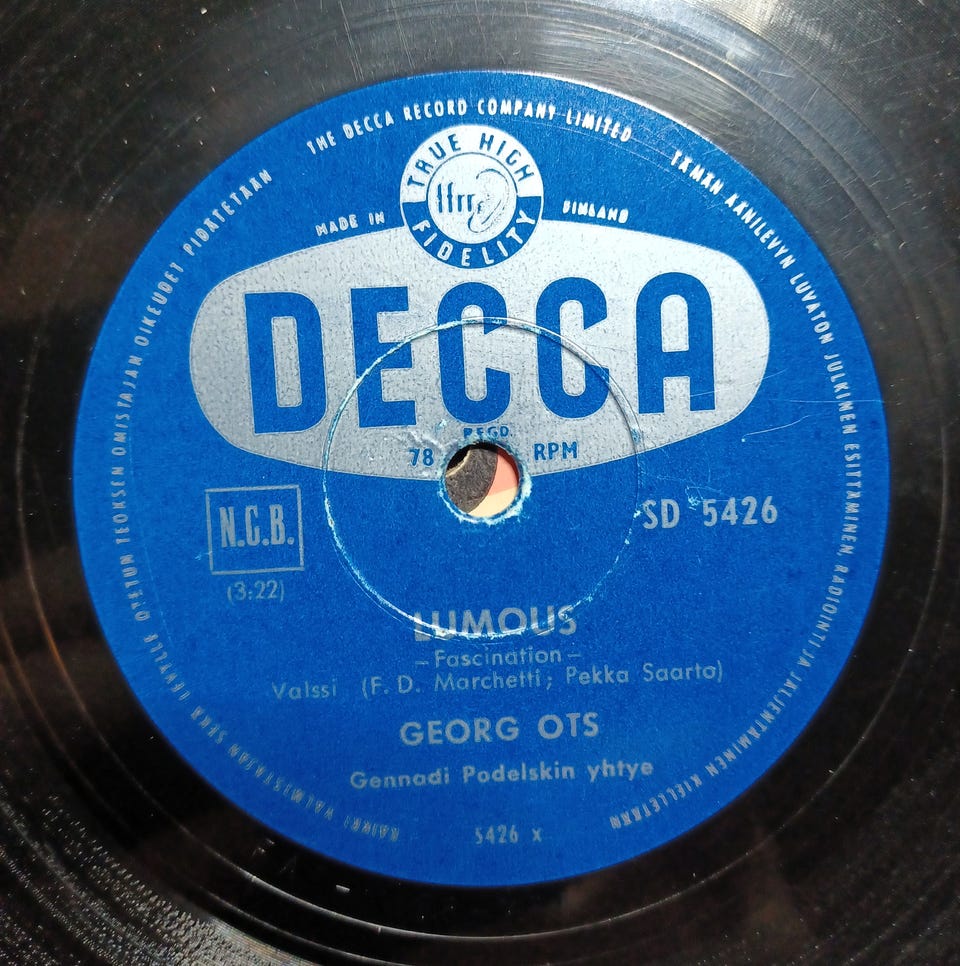 THE DECCA RECORD COMPANY LIMITED
TÄMÄN ÄÄNILEVYN LUVATON JULKINEN ESITTÄMINEN, RADIOINTI JA JÄLJENTÄMINEN KIELLETÄÄN
KAIKKI VALMISTAJAN SEKÄ LEVYLLE OTETUN TEOKSEN OMISTAJAN OIKEUDET PIDÄTETÄÄN
TRUE HIGH
ffrr
FIDELITY
MADE IN FINLAND
DECCA
REGD.
78 RPM
N.C.B.
SD 5426
(3:22)
LUMOUS
– Fascination –
Valssi (F. D. Marchetti; Pekka Saarto)
GEORG OTS
Gennadi Podelskin yhtye
5426 x